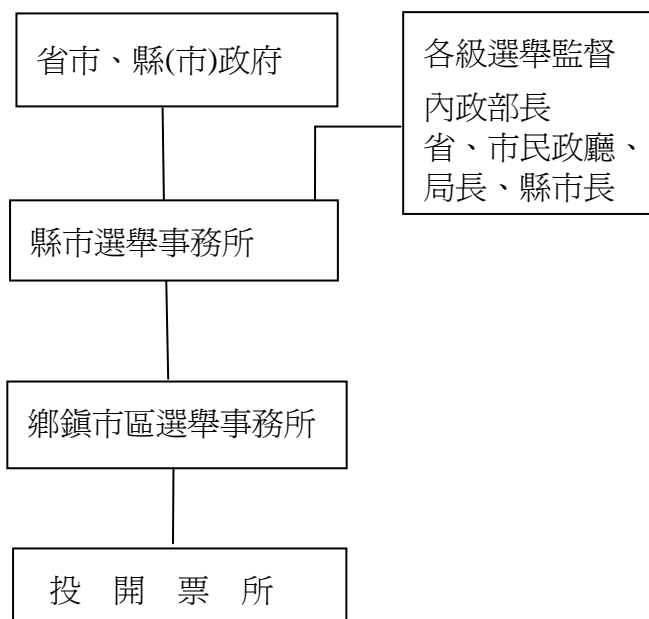 省市、縣(市)政府
各級選舉監督
內政部長
省、市民政廳、
局長、縣市長
縣市選舉事務所
鄉鎮市區選舉事務所
投 開 票 所